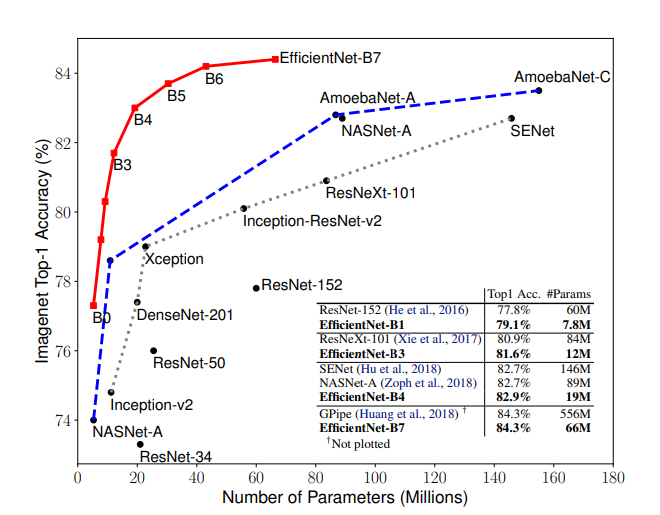 84
82
80
78
76
74
Imagenet Top-1 Accuracy (%)
EfficientNet-B7
B6
B5
B4
B3
B0
AmoebaNet-C
AmoebaNet-A
NASNet-A
SENet
ResNeXt-101
Inception-ResNet-v2
Xception
ResNet-152
DenseNet-201
ResNet-50
Inception-v2
NASNet-A
ResNet-34
Top1 Acc. #Params
ResNet-152 (He et al., 2016) 77.8% 60M
EfficientNet-B1 79.1% 7.8M
ResNeXt-101 (Xie et al., 2017) 80.9% 84M
EfficientNet-B3 81.6% 12M
SENet (Hu et al., 2018) 82.7% 146M
NASNet-A (Zoph et al., 2018) 82.7% 89M
EfficientNet-B4 82.9% 19M
GPipe (Huang et al., 2018) † 84.3% 556M
EfficientNet-B7 84.3% 66M
†Not plotted
0 20 40 60 80 100 120 140 160 180
Number of Parameters (Millions)